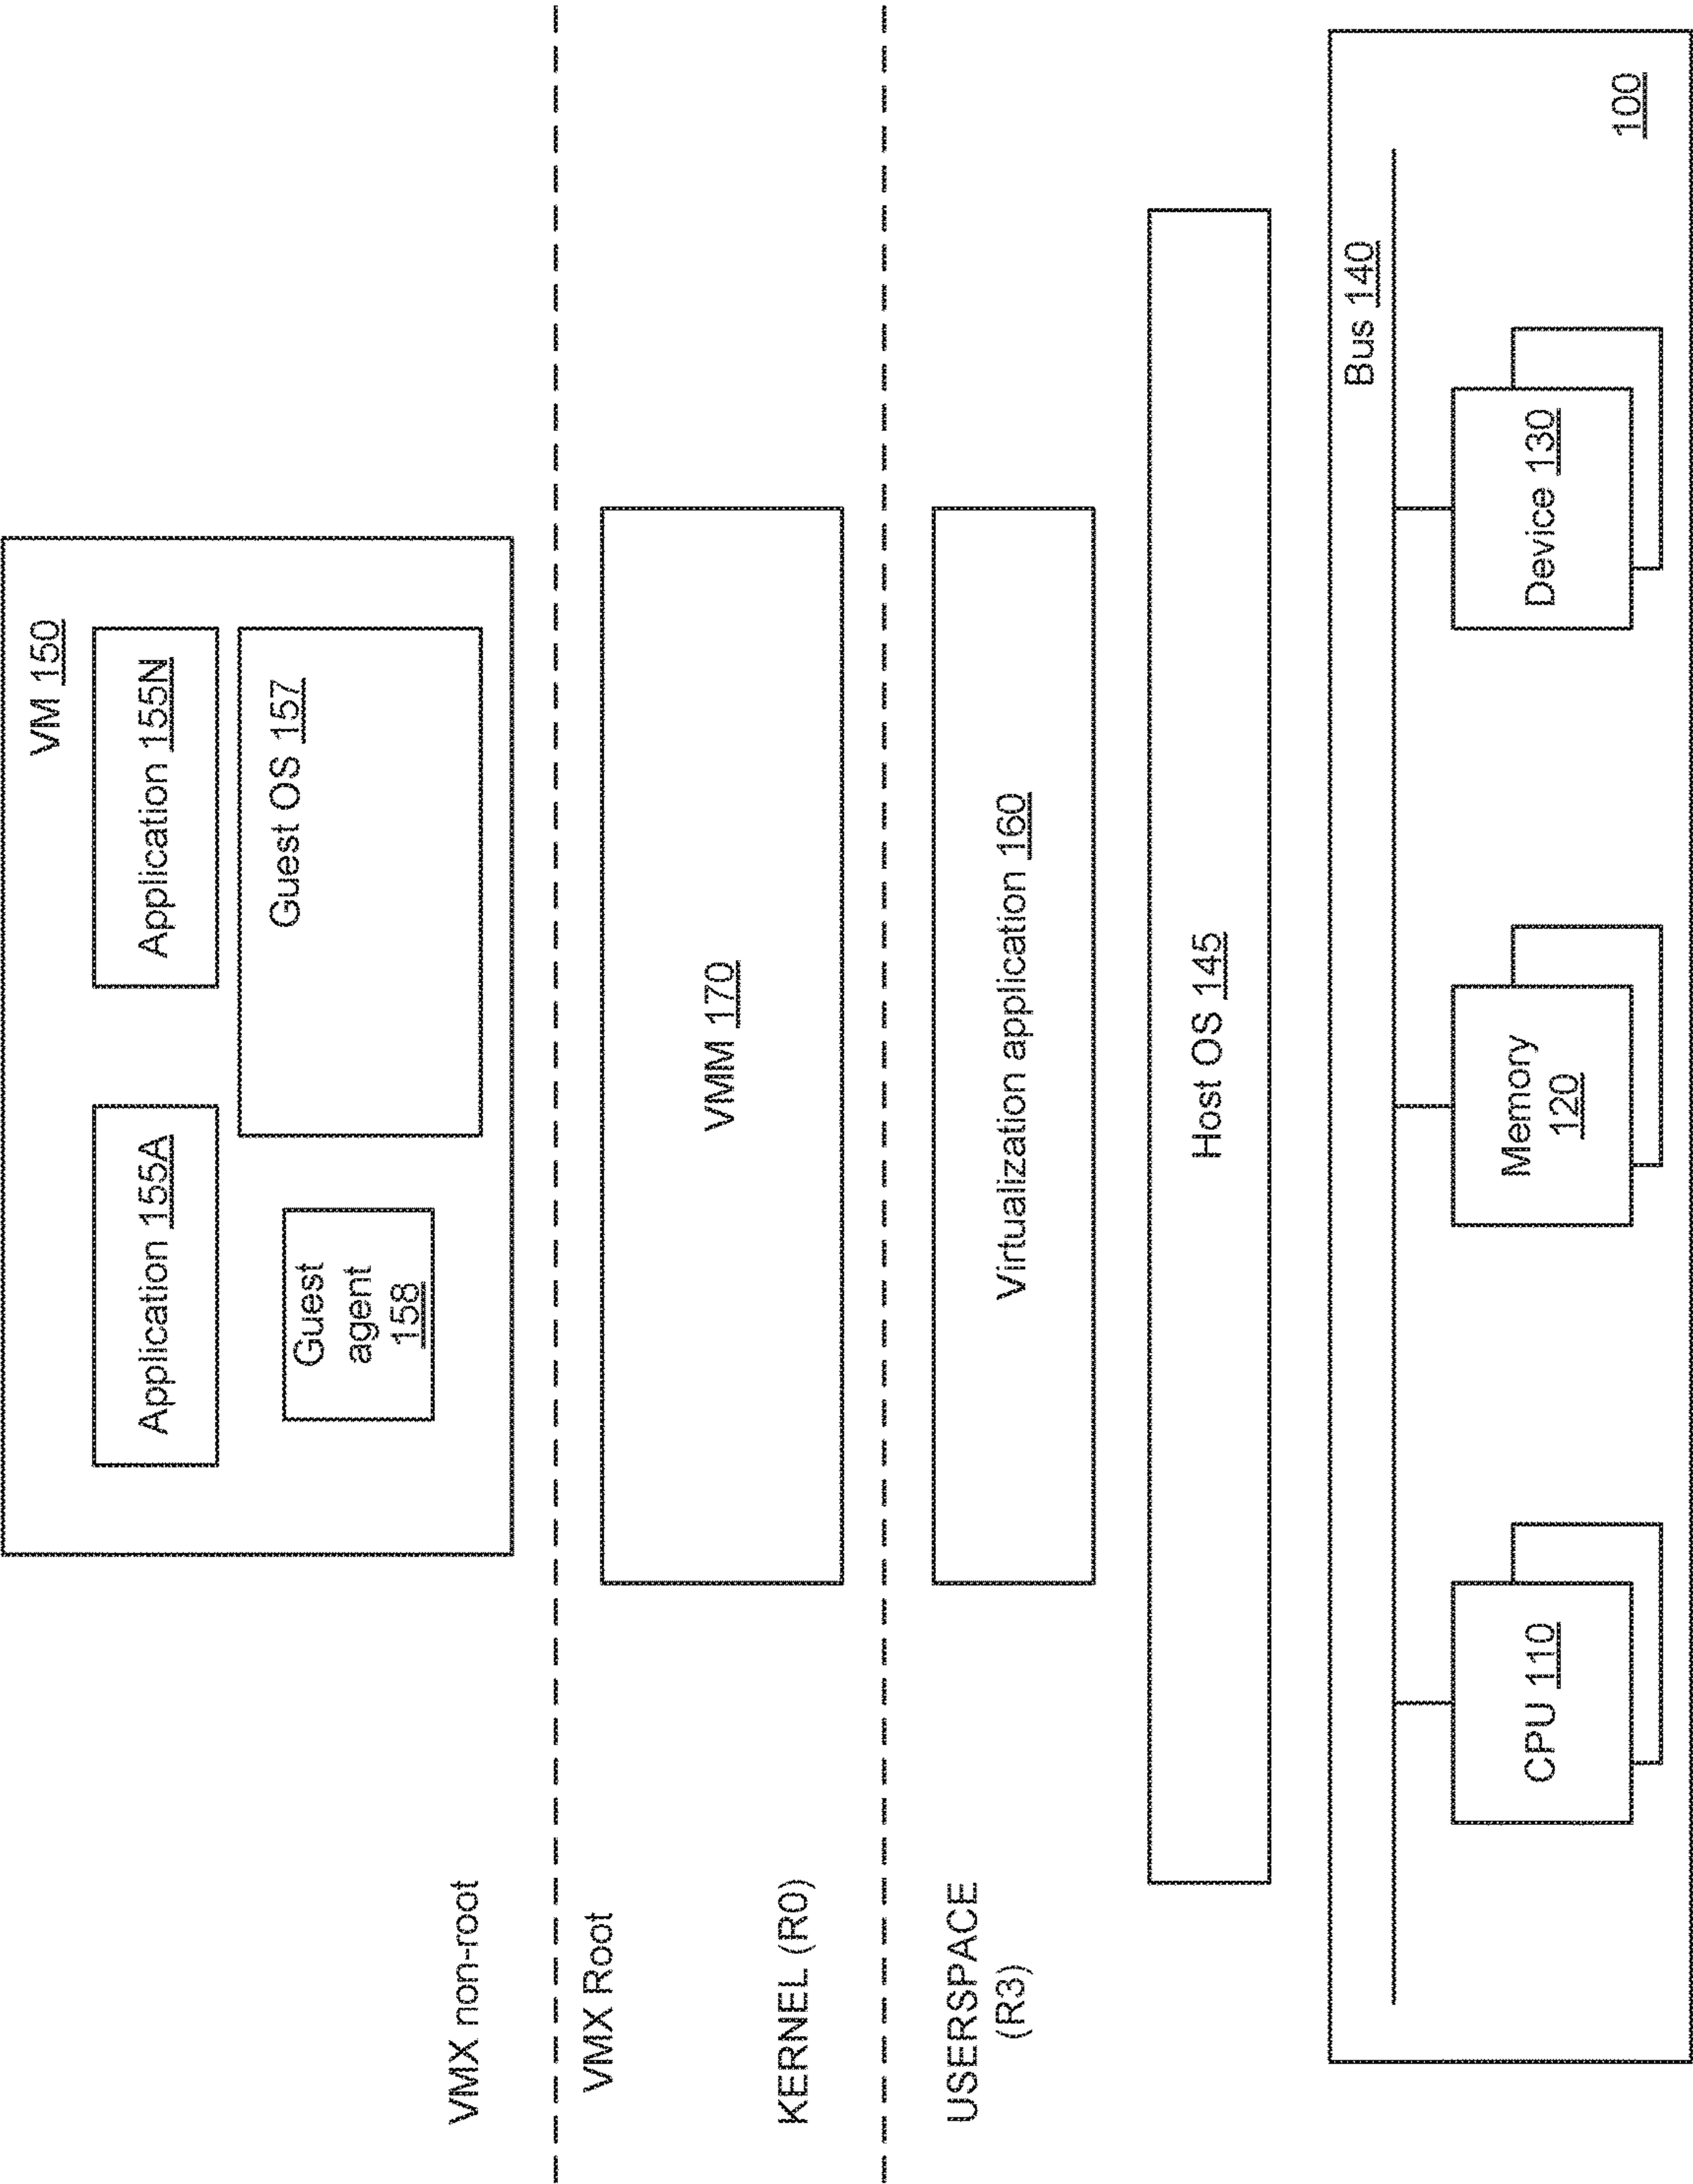 VM 150
Application 155A
Application 155N
Guest OS 157
Guest
agent
158
VMX non-root
VMX Root
VMM 170
KERNEL (R0)
USERSPACE
(R3)
Virtualization application 160
Host OS 145
Bus 140
CPU 110
Memory
120
Device 130
100